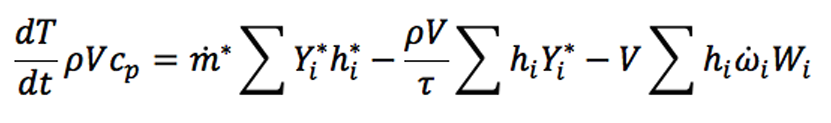 dT/dt ρVc_p = ṁ* ∑ Y_i* h_i* − ρV/τ ∑ h_i Y_i* − V ∑ h_i ω̇_i W_i